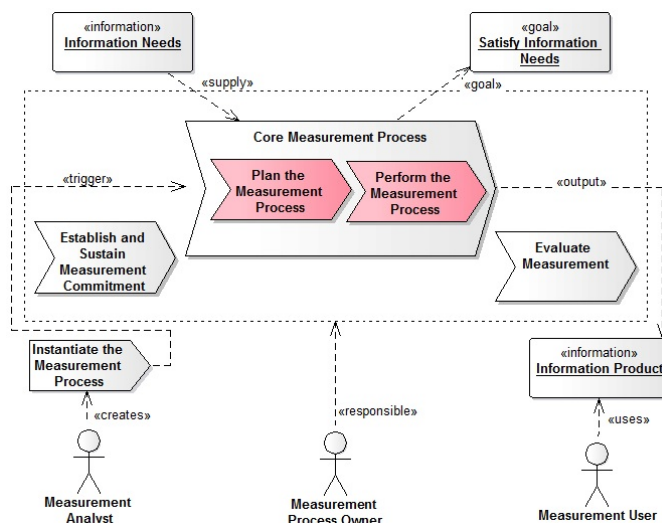 «information»
Information Needs
«goal»
Satisfy Information
Needs
«supply»
«goal»
Core Measurement Process
Plan the
Measurement
Process
Perform the
Measurement
Process
«trigger»
«output»
Establish and
Sustain
Measurement
Commitment
Evaluate
Measurement
Instantiate the
Measurement
Process
«information»
Information Product
«creates»
«responsible»
«uses»
Measurement
Analyst
Measurement
Process Owner
Measurement User